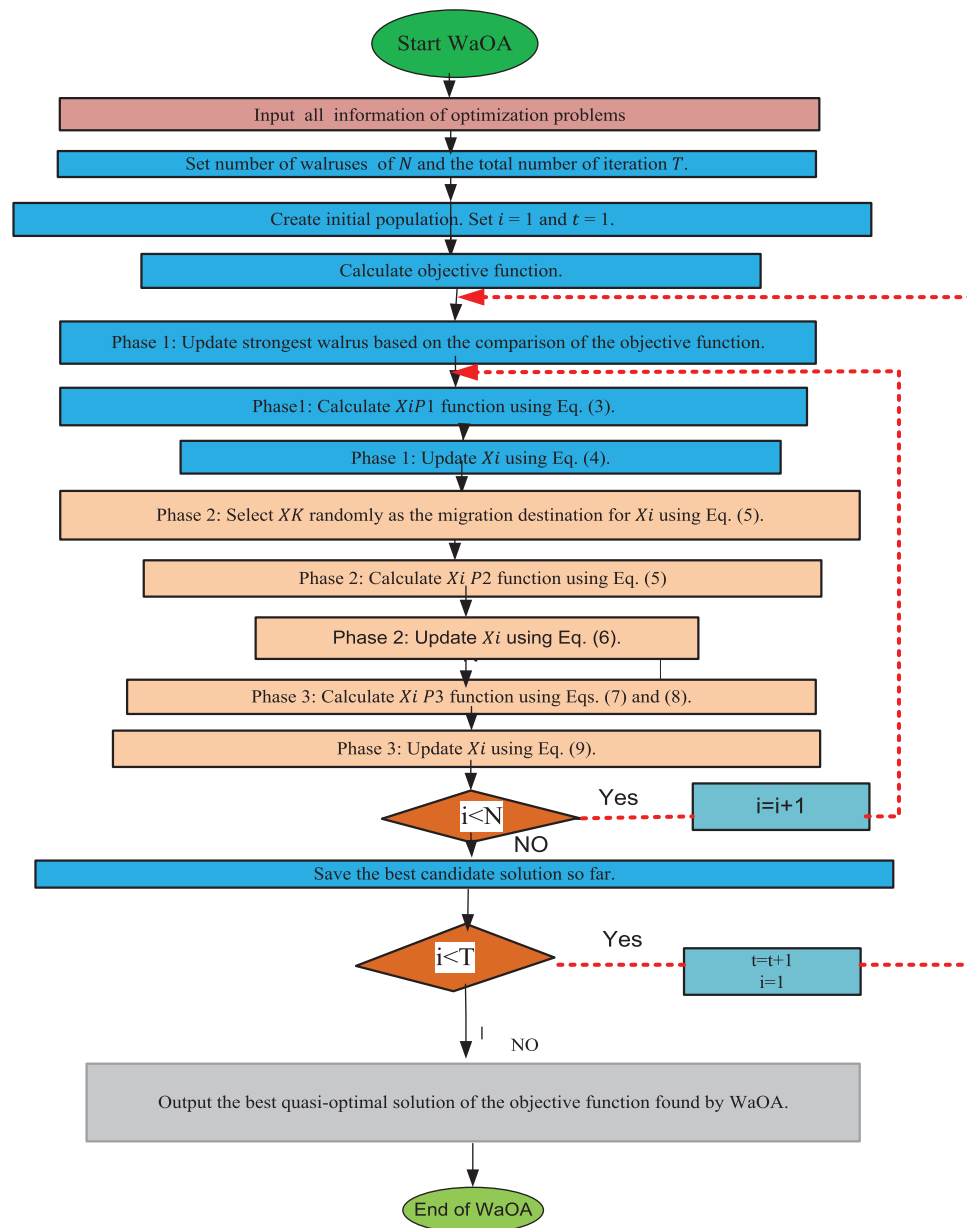 Start WaOA
Input all information of optimization problems
Set number of walruses of N and the total number of iteration T.
Create initial population. Set i = 1 and t = 1.
Calculate objective function.
Phase 1: Update strongest walrus based on the comparison of the objective function.
Phase1: Calculate XiP1 function using Eq. (3).
Phase 1: Update Xi using Eq. (4).
Phase 2: Select XK randomly as the migration destination for Xi using Eq. (5).
Phase 2: Calculate Xi P2 function using Eq. (5)
Phase 2: Update Xi using Eq. (6).
Phase 3: Calculate Xi P3 function using Eqs. (7) and (8).
Phase 3: Update Xi using Eq. (9).
i<N
Yes
i=i+1
NO
Save the best candidate solution so far.
i<T
Yes
t=t+1
i=1
NO
Output the best quasi-optimal solution of the objective function found by WaOA.
End of WaOA